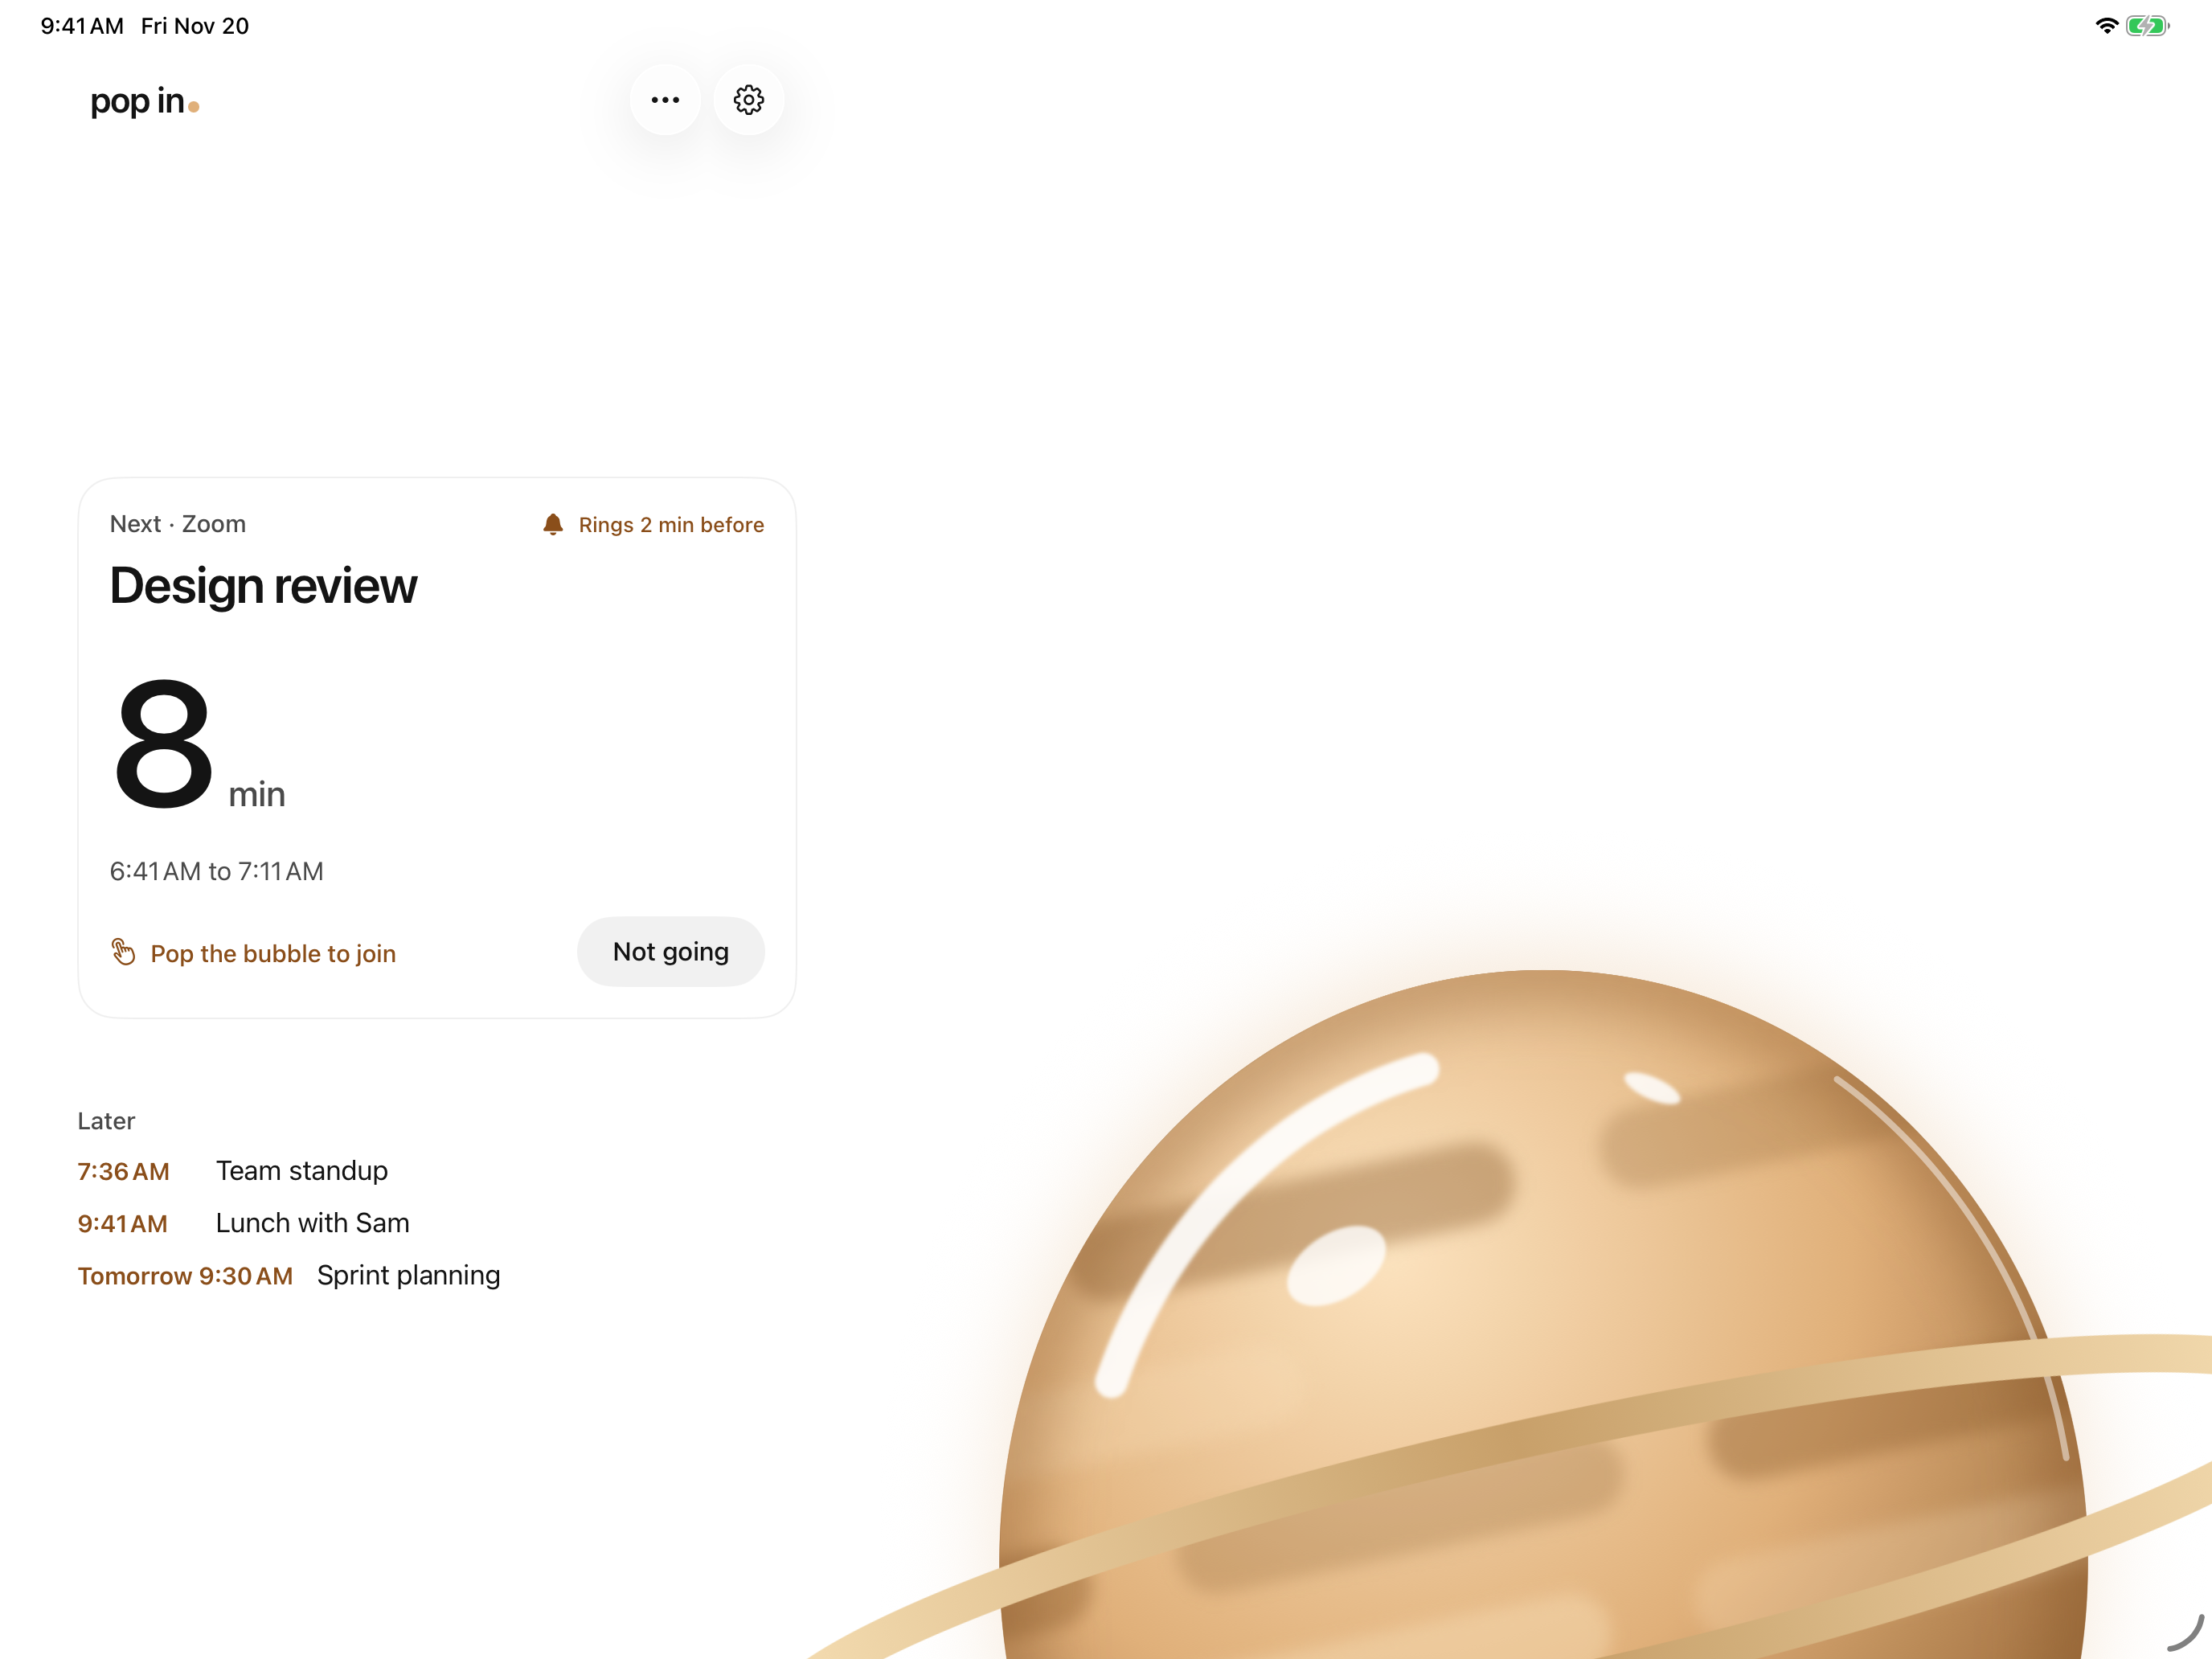 9:41 AM Fri Nov 20
pop in
Next · Zoom
Rings 2 min before
Design review
8 min
6:41 AM to 7:11 AM
Pop the bubble to join
Not going
Later
7:36 AM Team standup
9:41 AM Lunch with Sam
Tomorrow 9:30 AM Sprint planning